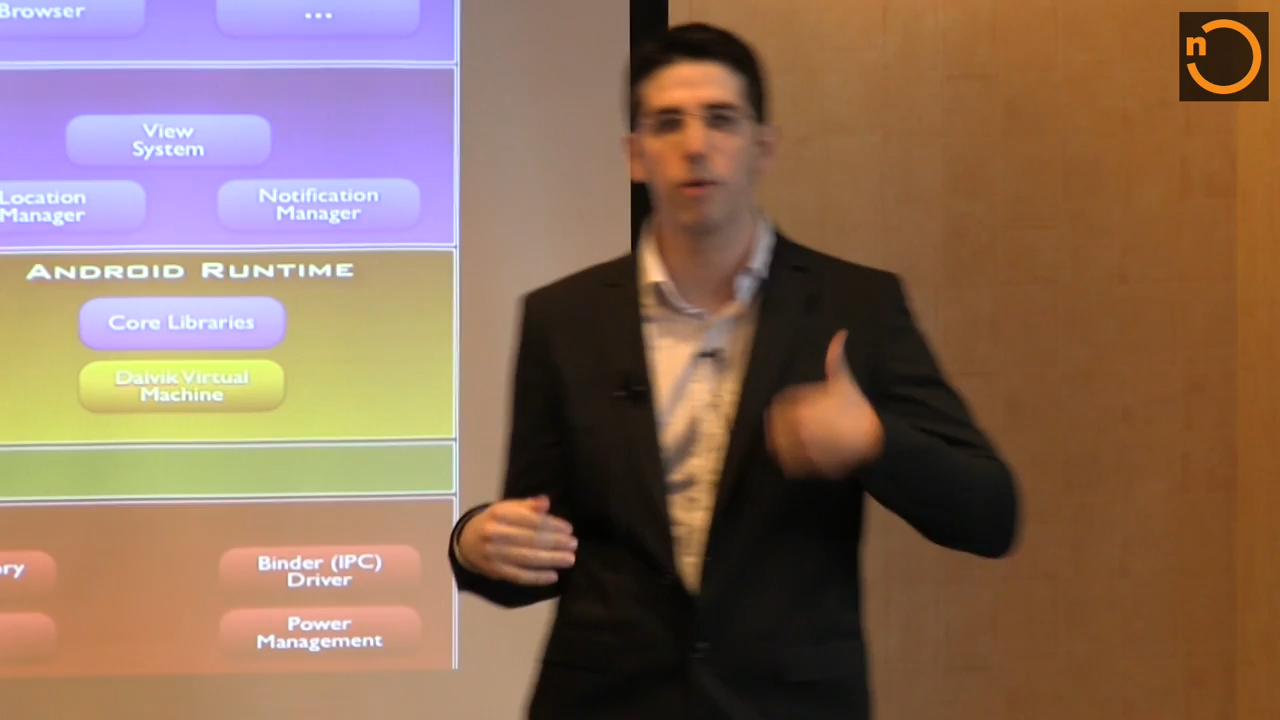 Browser
...
View
System
Location
Manager
Notification
Manager
ANDROID RUNTIME
Core Libraries
Dalvik Virtual
Machine
Binder (IPC)
Driver
Power
Management
n